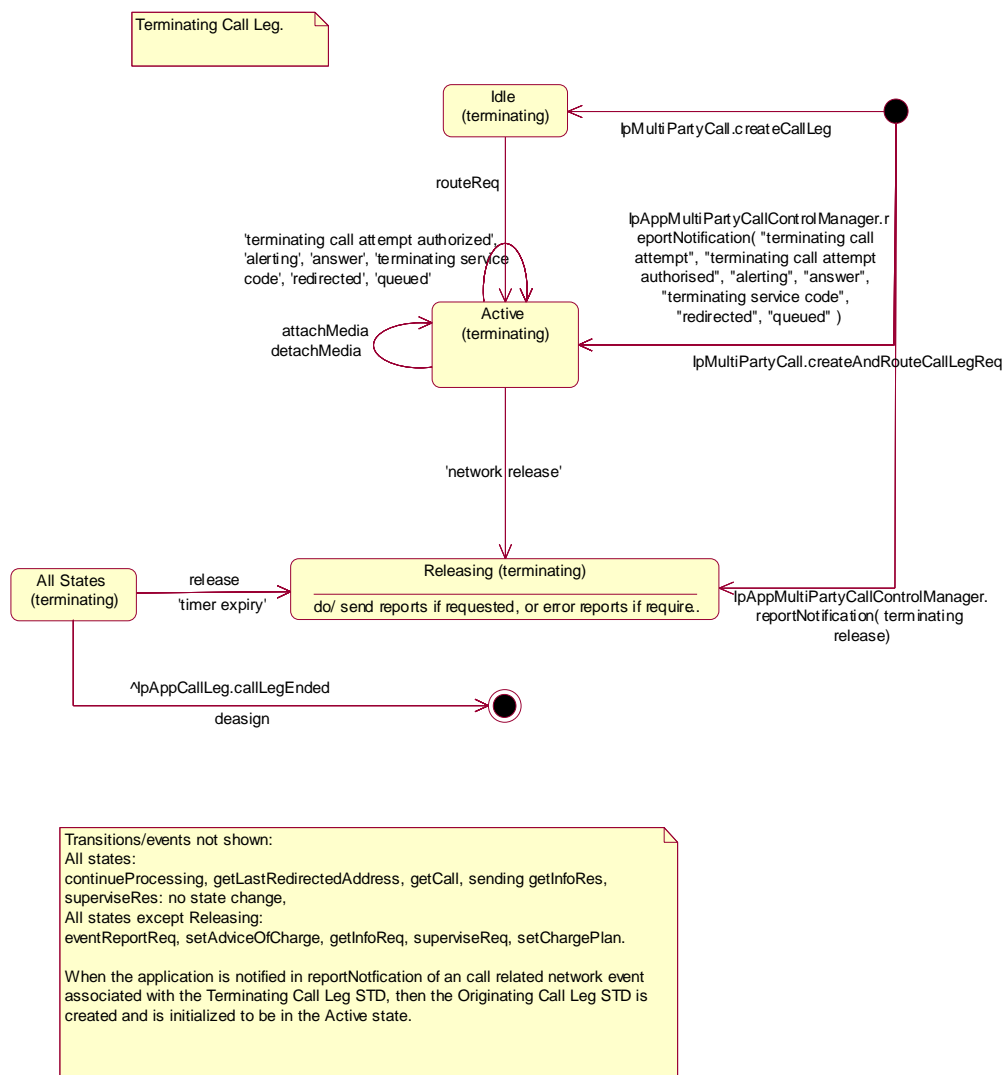 Terminating Call Leg.
Idle
(terminating)
IpMultiPartyCall.createCallLeg
routeReq
IpAppMultiPartyCallControlManager.r
eportNotification( "terminating call
attempt", "terminating call attempt
authorised", "alerting", "answer",
"terminating service code",
"redirected", "queued" )
'terminating call attempt authorized',
'alerting', 'answer', 'terminating service
code', 'redirected', 'queued'
Active
(terminating)
attachMedia
detachMedia
IpMultiPartyCall.createAndRouteCallLegReq
'network release'
All States
(terminating)
release
'timer expiry'
Releasing (terminating)
do/ send reports if requested, or error reports if require..
IpAppMultiPartyCallControlManager.
reportNotification( terminating
release)
^IpAppCallLeg.callLegEnded
deasign
Transitions/events not shown:
All states:
continueProcessing, getLastRedirectedAddress, getCall, sending getInfoRes,
superviseRes: no state change,
All states except Releasing:
eventReportReq, setAdviceOfCharge, getInfoReq, superviseReq, setChargePlan.
When the application is notified in reportNotfication of an call related network event
associated with the Terminating Call Leg STD, then the Originating Call Leg STD is
created and is initialized to be in the Active state.